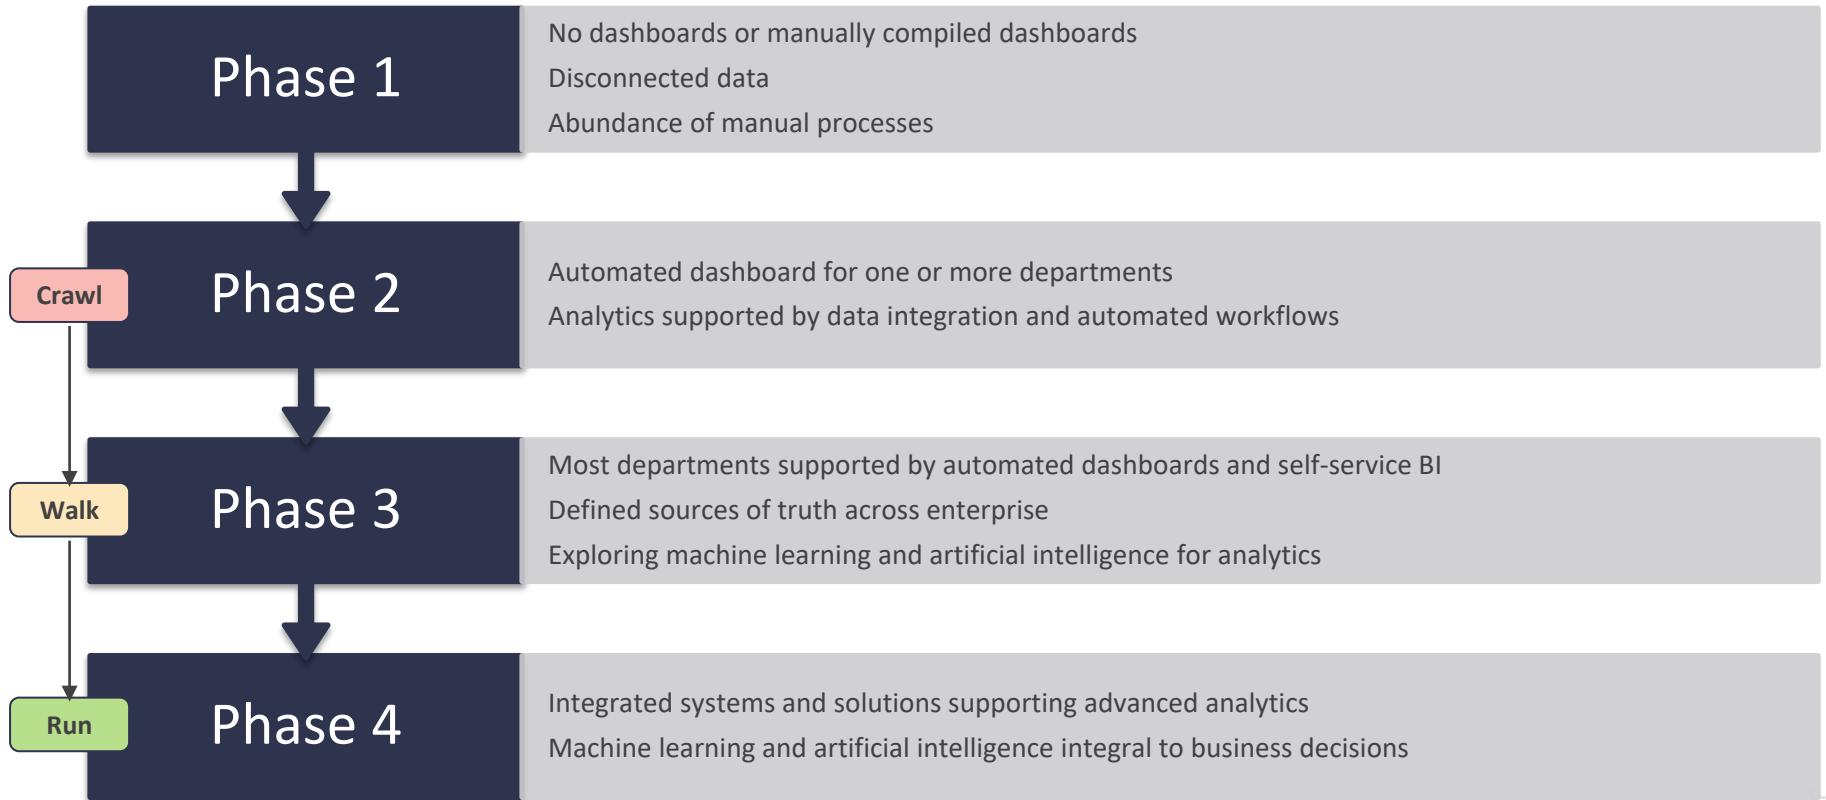 Phase 1
No dashboards or manually compiled dashboards
Disconnected data
Abundance of manual processes
Crawl
Phase 2
Automated dashboard for one or more departments
Analytics supported by data integration and automated workflows
Walk
Phase 3
Most departments supported by automated dashboards and self-service BI
Defined sources of truth across enterprise
Exploring machine learning and artificial intelligence for analytics
Run
Phase 4
Integrated systems and solutions supporting advanced analytics
Machine learning and artificial intelligence integral to business decisions